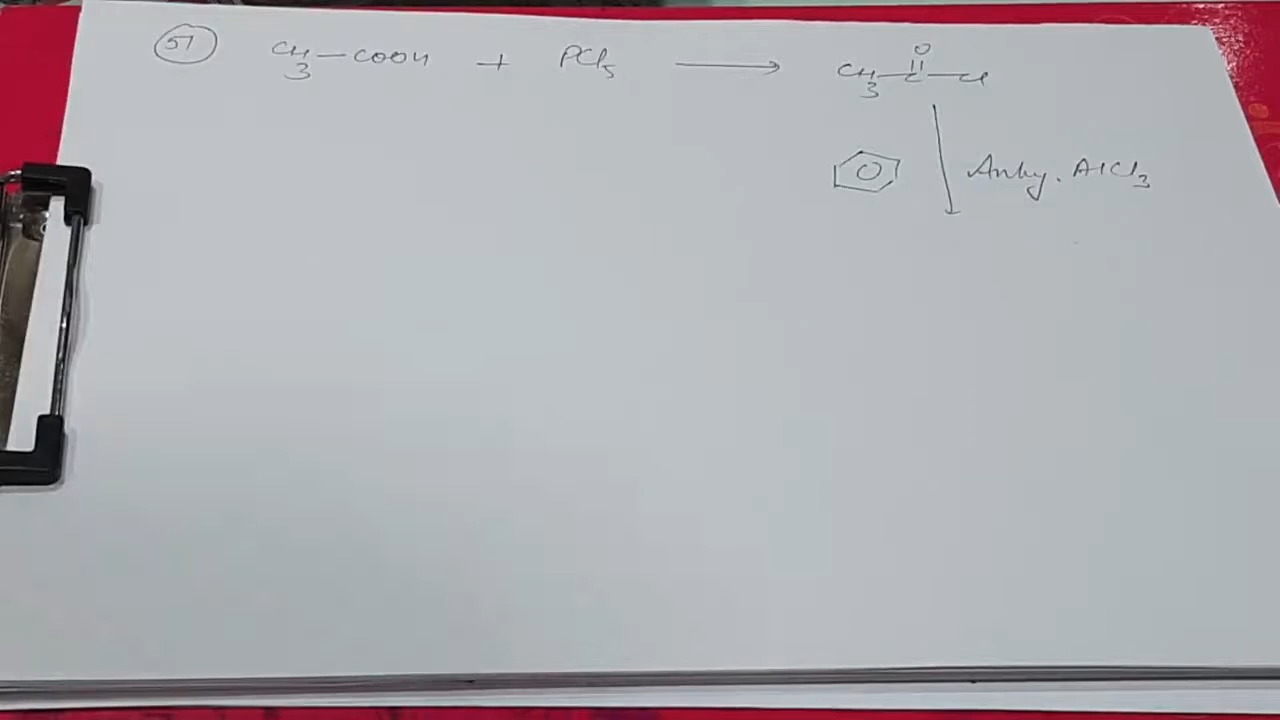 57 CH3-COOH + PCl5 ⟶ CH3-C(=O)-Cl
Anhy. AlCl3